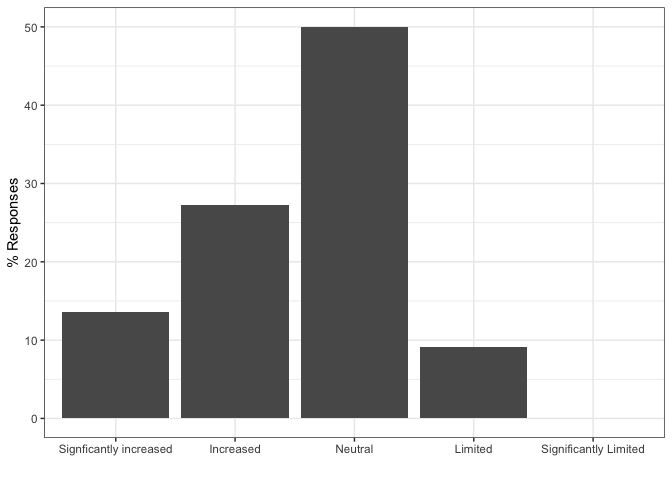 50
40
30
20
10
0
% Responses
Signficantly increased
Increased
Neutral
Limited
Significantly Limited